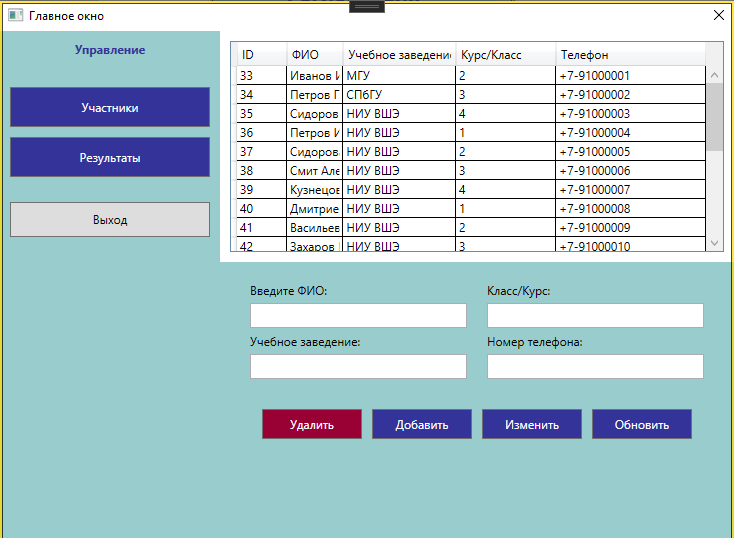 Главное окно
Управление
Участники
Результаты
Выход
ID ФИО Учебное заведение Курс/Класс Телефон
33 Иванов И МГУ 2 +7-91000001
34 Петров П СПбГУ 3 +7-91000002
35 Сидоров НИУ ВШЭ 4 +7-91000003
36 Петров И НИУ ВШЭ 1 +7-91000004
37 Сидорова НИУ ВШЭ 2 +7-91000005
38 Смит Але НИУ ВШЭ 3 +7-91000006
39 Кузнецов НИУ ВШЭ 4 +7-91000007
40 Дмитрие НИУ ВШЭ 1 +7-91000008
41 Васильев НИУ ВШЭ 2 +7-91000009
42 Захаров НИУ ВШЭ 3 +7-91000010
Введите ФИО: Класс/Курс:
Учебное заведение: Номер телефона:
Удалить Добавить Изменить Обновить